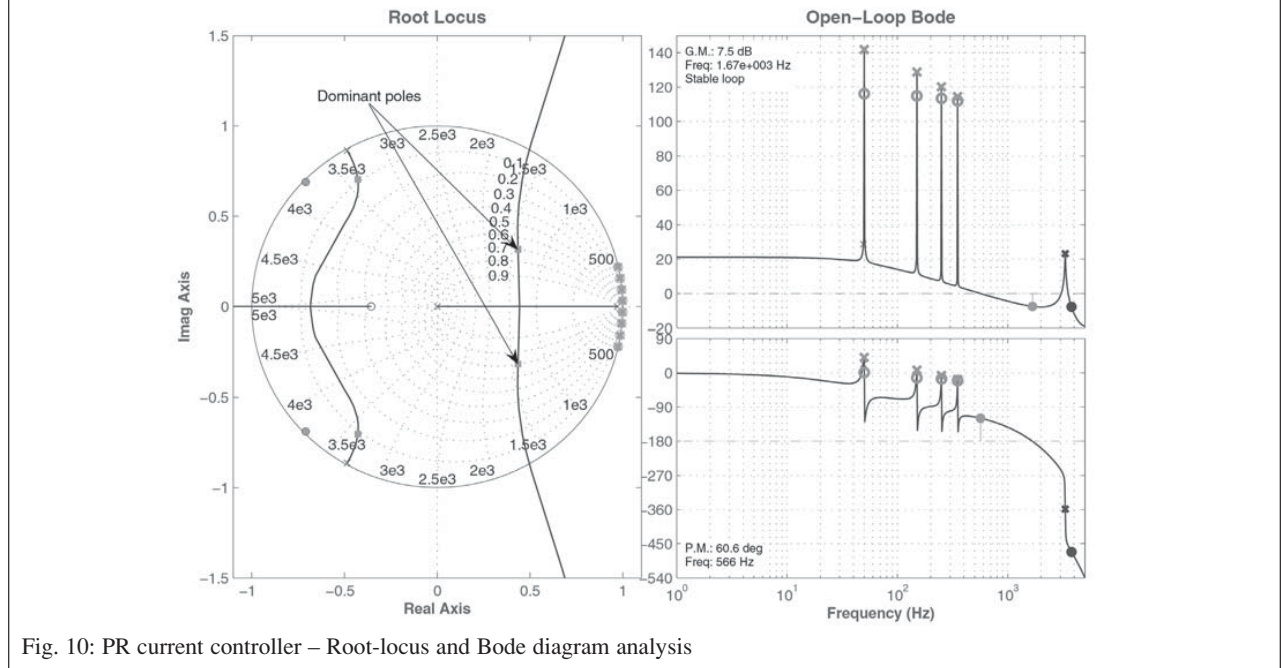 Root Locus
1.5
1
0.5
0
−0.5
−1
−1.5
Imag Axis
−1
−0.5
0
0.5
1
Real Axis
Dominant poles
2.5e3
3e3
2e3
3.5e3
1.5e3
4e3
1e3
4.5e3
500
5e3
5e3
4.5e3
500
4e3
1e3
3.5e3
1.5e3
3e3
2e3
2.5e3
0.1
0.2
0.3
0.4
0.5
0.6
0.7
0.8
0.9
Open−Loop Bode
G.M.: 7.5 dB
Freq: 1.67e+003 Hz
Stable loop
140
120
100
80
60
40
20
0
−20
90
0
−90
−180
−270
−360
−450
−540
P.M.: 60.6 deg
Freq: 566 Hz
10^0
10^1
10^2
10^3
Frequency (Hz)
Fig. 10: PR current controller – Root-locus and Bode diagram analysis